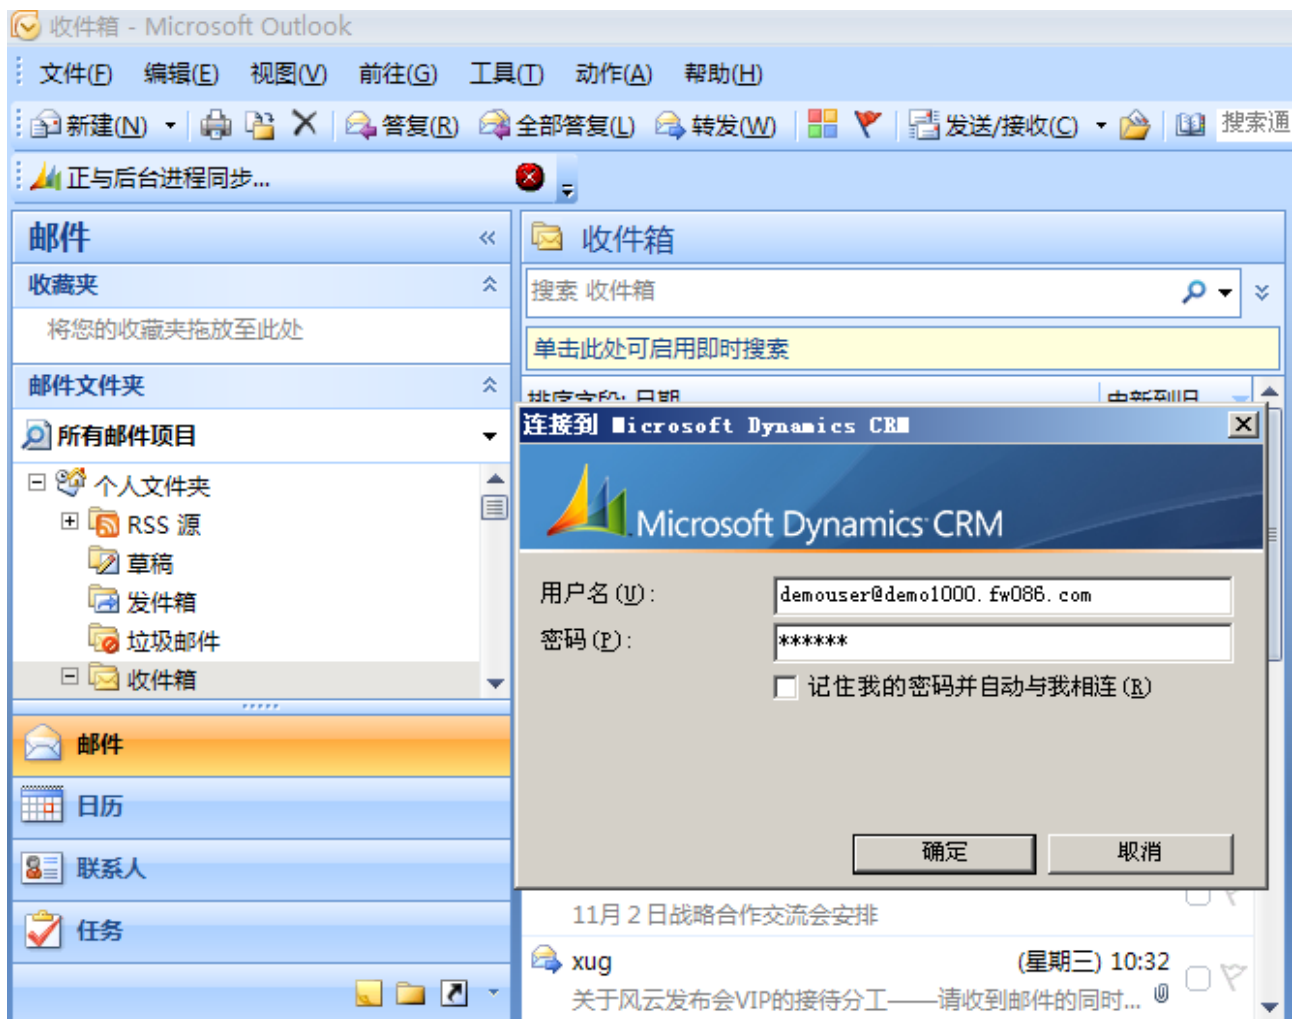 收件箱 - Microsoft Outlook
文件(F) 编辑(E) 视图(V) 前往(G) 工具(T) 动作(A) 帮助(H)
新建(N) 答复(R) 全部答复(L) 转发(W) 发送/接收(C) 搜索通
正与后台进程同步...
邮件
收藏夹
将您的收藏夹拖放至此处
邮件文件夹
所有邮件项目
个人文件夹
RSS 源
草稿
发件箱
垃圾邮件
收件箱
邮件
日历
联系人
任务
收件箱
搜索 收件箱
单击此处可启用即时搜索
排序字段: 日期 由新到旧
连接到 Microsoft Dynamics CRM
Microsoft Dynamics CRM
用户名(U):
demouser@demo1000.fw086.com
密码(P):
******
记住我的密码并自动与我相连(R)
确定 取消
11月２日战略合作交流会安排
xug (星期三) 10:32
关于风云发布会VIP的接待分工——请收到邮件的同时...